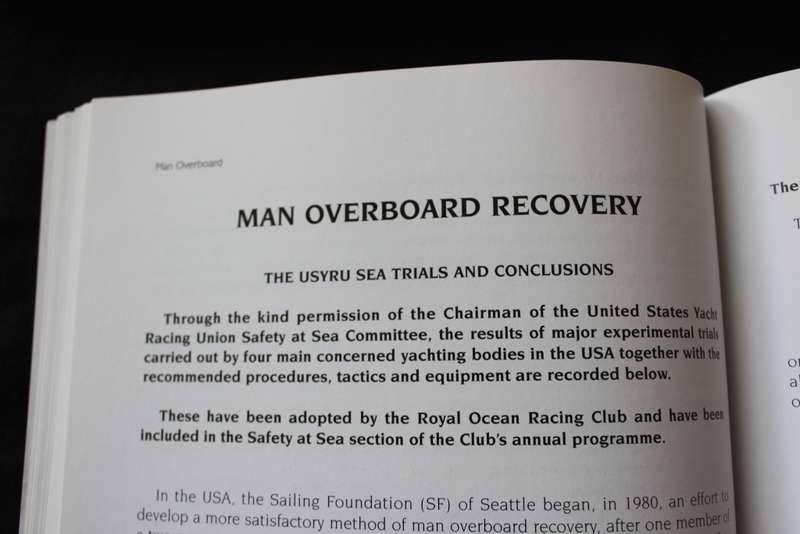 Man Overboard
MAN OVERBOARD RECOVERY
THE USYRU SEA TRIALS AND CONCLUSIONS
Through the kind permission of the Chairman of the United States Yacht
Racing Union Safety at Sea Committee, the results of major experimental trials
carried out by four main concerned yachting bodies in the USA together with the
recommended procedures, tactics and equipment are recorded below.
These have been adopted by the Royal Ocean Racing Club and have been
included in the Safety at Sea section of the Club's annual programme.
In the USA, the Sailing Foundation (SF) of Seattle began, in 1980, an effort to
develop a more satisfactory method of man overboard recovery, after one member of
The